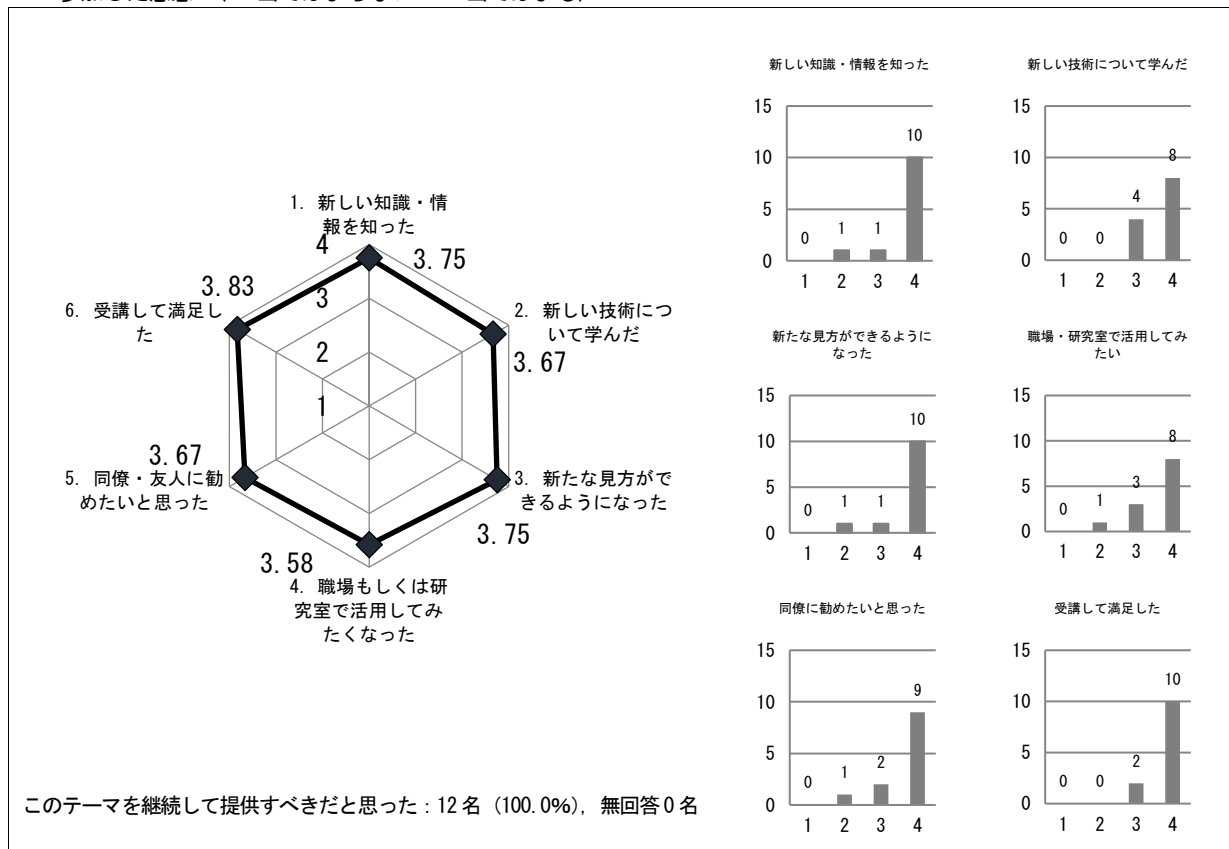 1. 新しい知識・情
報を知った
4
3.75
3.83
3
6. 受講して満足し
た
2. 新しい技術につ
いて学んだ
2
3.67
1
3.67
5. 同僚・友人に勧
めたいと思った
3. 新たな見方がで
きるようになった
3.75
3.58
4. 職場もしくは研
究室で活用してみ
たくなった
このテーマを継続して提供すべきだと思った：12名（100.0%），無回答0名
新しい知識・情報を知った
15
10
5
0
0
1
1
10
1 2 3 4
新しい技術について学んだ
15
10
5
0
0
0
4
8
1 2 3 4
新たな見方ができるように
なった
15
10
5
0
0
1
1
10
1 2 3 4
職場・研究室で活用してみ
たい
15
10
5
0
0
1
3
8
1 2 3 4
同僚に勧めたいと思った
15
10
5
0
0
1
2
9
1 2 3 4
受講して満足した
15
10
5
0
0
0
2
10
1 2 3 4